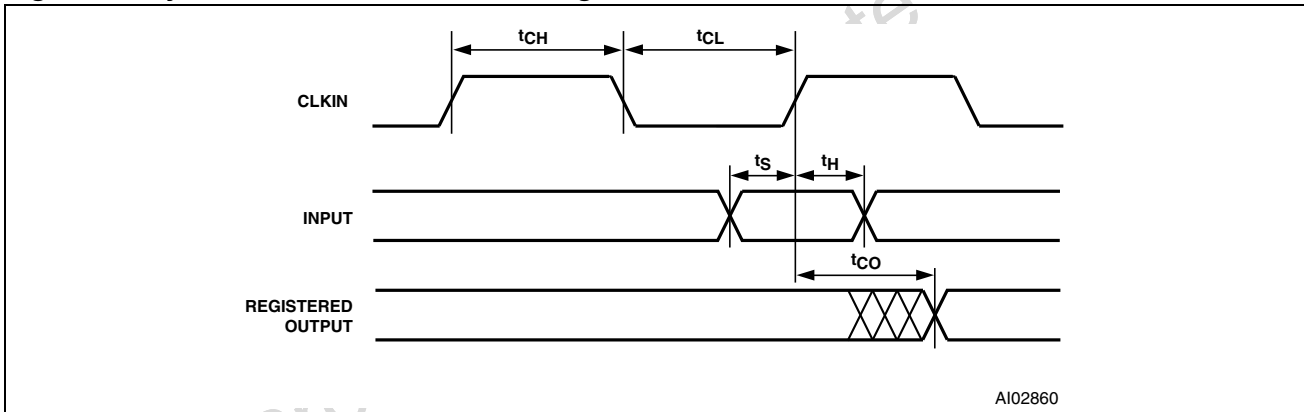 tCH
tCL
CLKIN
tS
tH
INPUT
tCO
REGISTERED
OUTPUT
AI02860